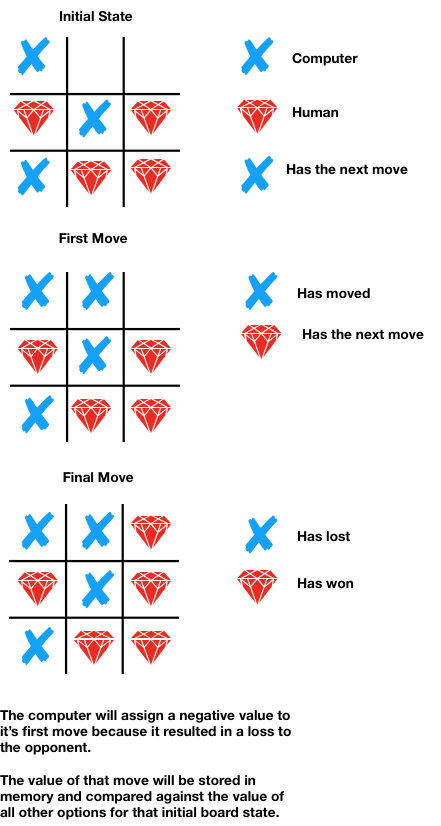 Initial State
Computer
Human
Has the next move
First Move
Has moved
Has the next move
Final Move
Has lost
Has won
The computer will assign a negative value to
it's first move because it resulted in a loss to
the opponent.
The value of that move will be stored in
memory and compared against the value of
all other options for that initial board state.